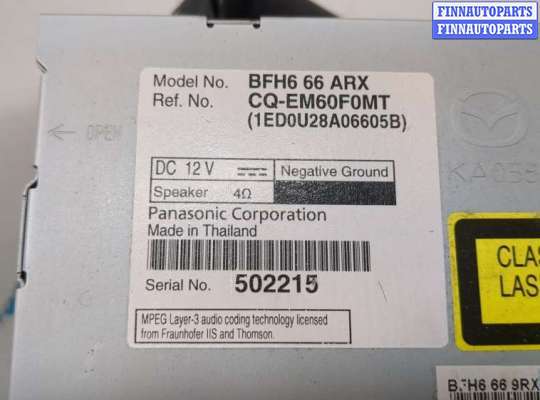 FINNAUTOPARTS
FINNAUTOPARTS
Model No. BFH6 66 ARX
Ref. No. CQ-EM60F0MT
(1ED0U28A06605B)
← OPEN
DC 12 V Negative Ground
Speaker 4Ω
Panasonic Corporation
Made in Thailand
Serial No. 502215
MPEG Layer-3 audio coding technology licensed
from Fraunhofer IIS and Thomson.
CLAS
LAS
BFH6 66 9RX